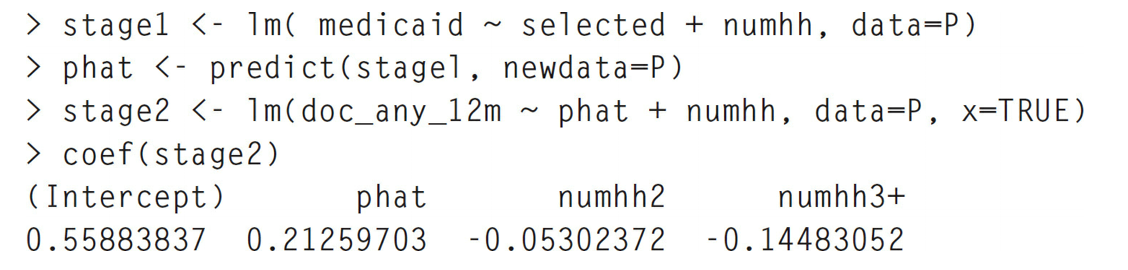 > stage1 <- lm( medicaid ~ selected + numhh, data=P)
> phat <- predict(stage1, newdata=P)
> stage2 <- lm(doc_any_12m ~ phat + numhh, data=P, x=TRUE)
> coef(stage2)
(Intercept) phat numhh2 numhh3+
0.55883837 0.21259703 -0.05302372 -0.14483052